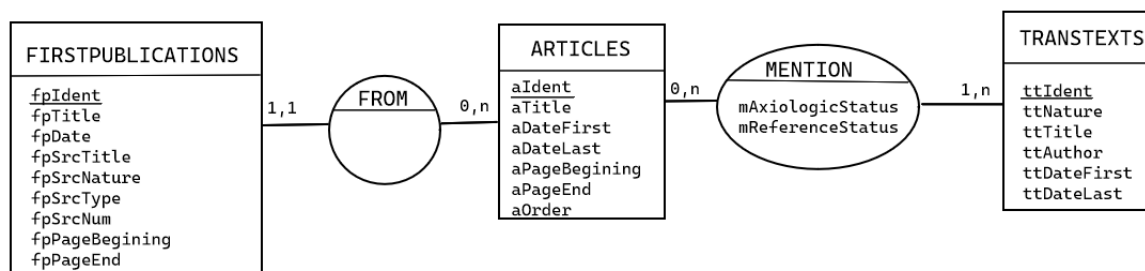 FIRSTPUBLICATIONS
fpIdent
fpTitle
fpDate
fpSrcTitle
fpSrcNature
fpSrcType
fpSrcNum
fpPageBegining
fpPageEnd
1,1
FROM
0,n
ARTICLES
aIdent
aTitle
aDateFirst
aDateLast
aPageBegining
aPageEnd
aOrder
0,n
MENTION
mAxiologicStatus
mReferenceStatus
1,n
TRANSTEXTS
ttIdent
ttNature
ttTitle
ttAuthor
ttDateFirst
ttDateLast